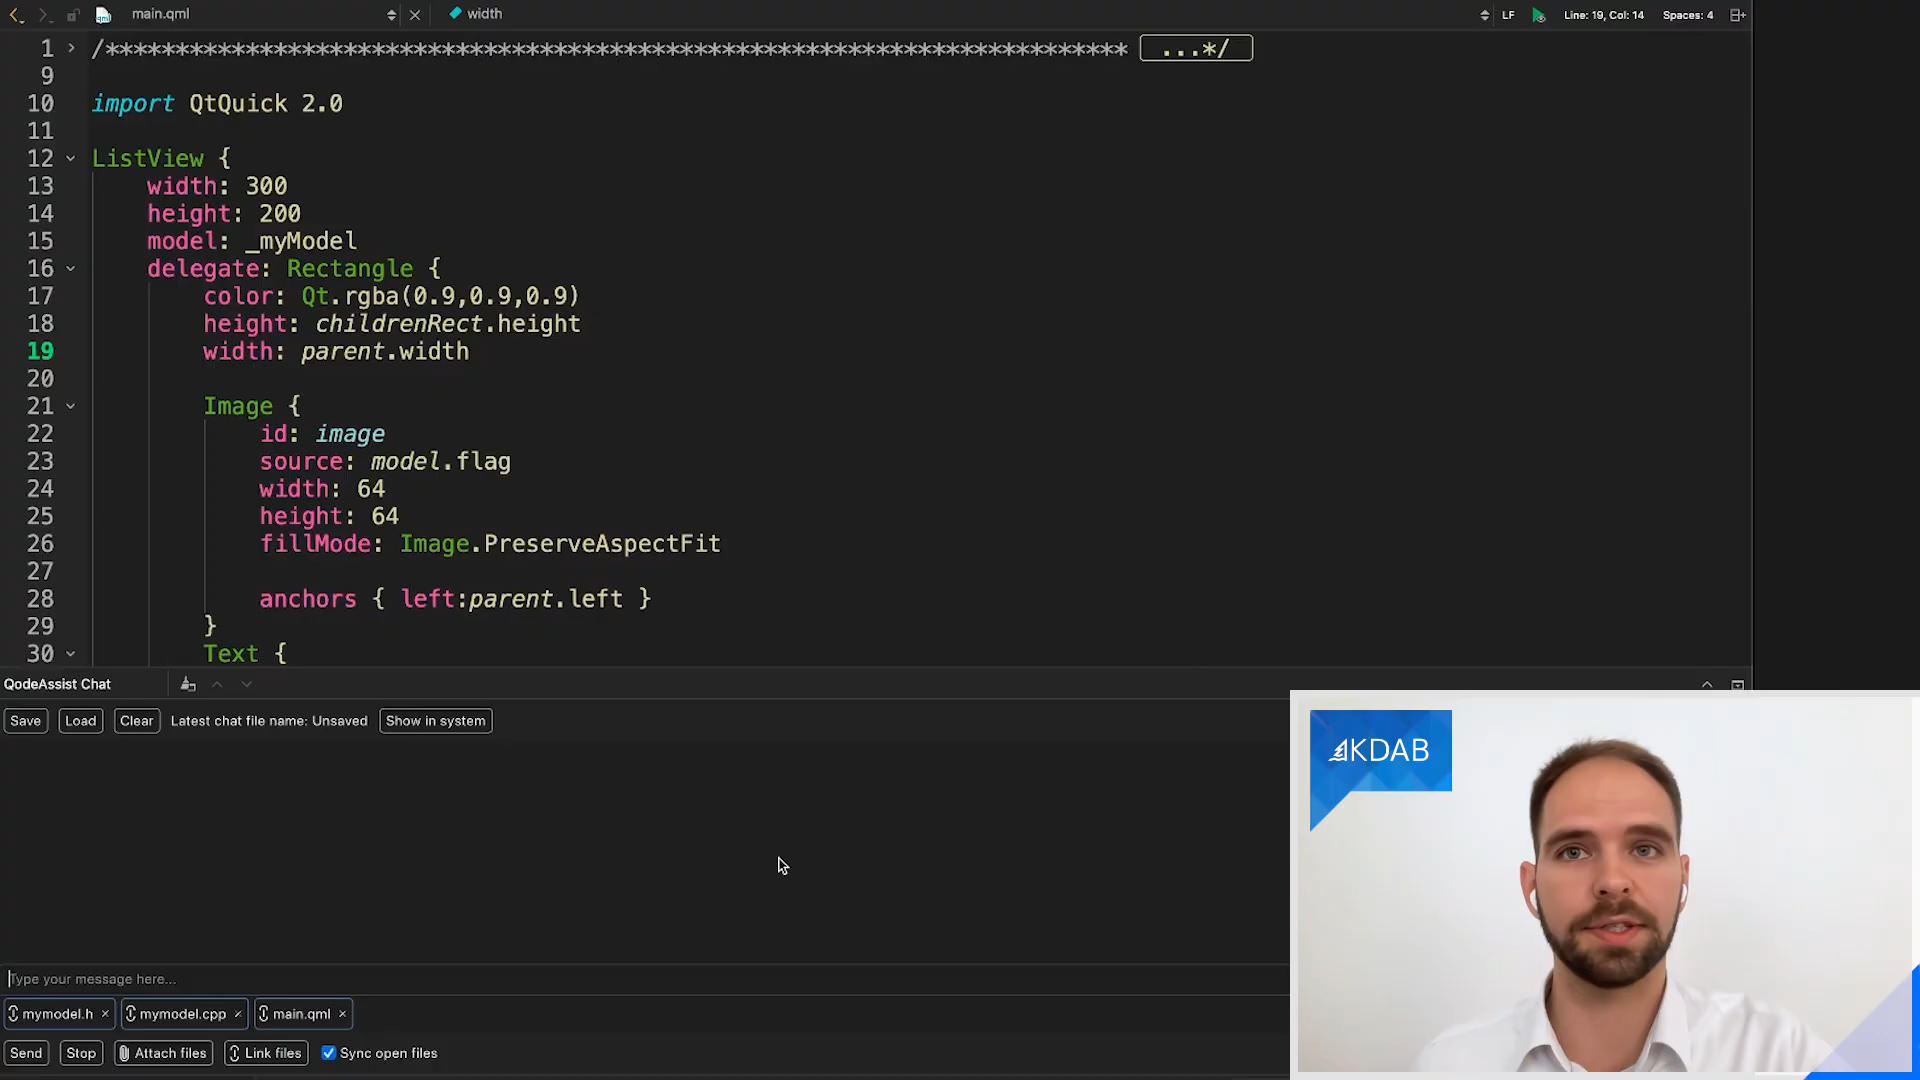 main.qml
width
LF
Line: 19, Col: 14
Spaces: 4
1 /************************************************************************* ...*/
9
10 import QtQuick 2.0
11
12 ListView {
13 width: 300
14 height: 200
15 model: _myModel
16 delegate: Rectangle {
17 color: Qt.rgba(0.9,0.9,0.9)
18 height: childrenRect.height
19 width: parent.width
20
21 Image {
22 id: image
23 source: model.flag
24 width: 64
25 height: 64
26 fillMode: Image.PreserveAspectFit
27
28 anchors { left:parent.left }
29 }
30 Text {
QodeAssist Chat
Save Load Clear Latest chat file name: Unsaved Show in system
KDAB
Type your message here...
mymodel.h × mymodel.cpp × main.qml ×
Send Stop Attach files Link files Sync open files